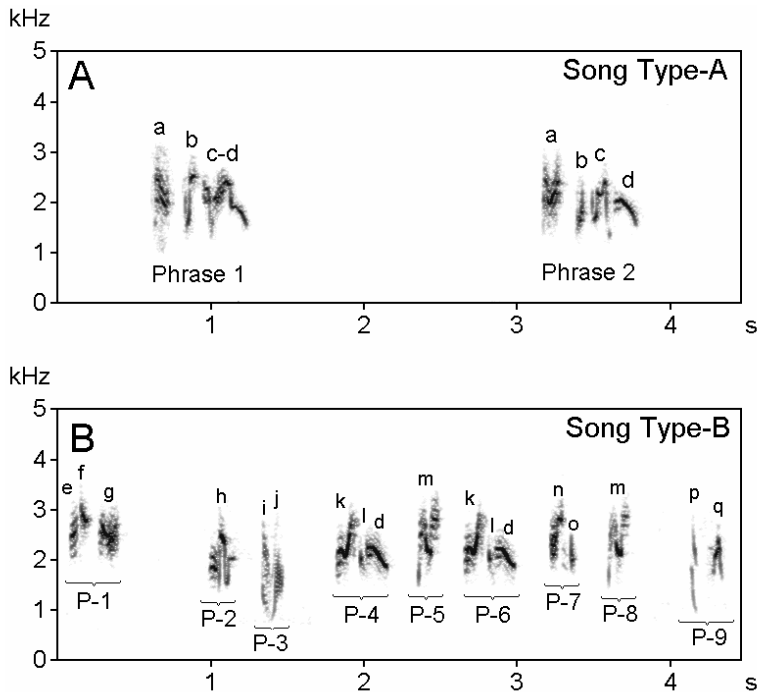 kHz
5
A
Song Type-A
4
a
b
c-d
a
b
c
d
3
2
1
Phrase 1
Phrase 2
0
1
2
3
4
s
kHz
5
B
Song Type-B
4
e
f
g
h
i
j
k
l
d
m
k
l
d
n
o
m
p
q
3
2
1
P-1
P-2
P-3
P-4
P-5
P-6
P-7
P-8
P-9
0
1
2
3
4
s